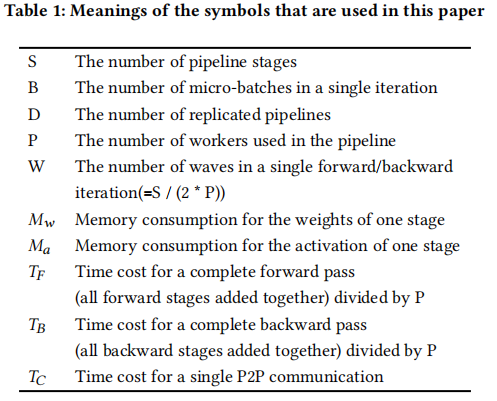 Table 1: Meanings of the symbols that are used in this paper
S The number of pipeline stages
B The number of micro-batches in a single iteration
D The number of replicated pipelines
P The number of workers used in the pipeline
W The number of waves in a single forward/backward
iteration(=S / (2 * P))
M_w Memory consumption for the weights of one stage
M_a Memory consumption for the activation of one stage
T_F Time cost for a complete forward pass
(all forward stages added together) divided by P
T_B Time cost for a complete backward pass
(all backward stages added together) divided by P
T_C Time cost for a single P2P communication